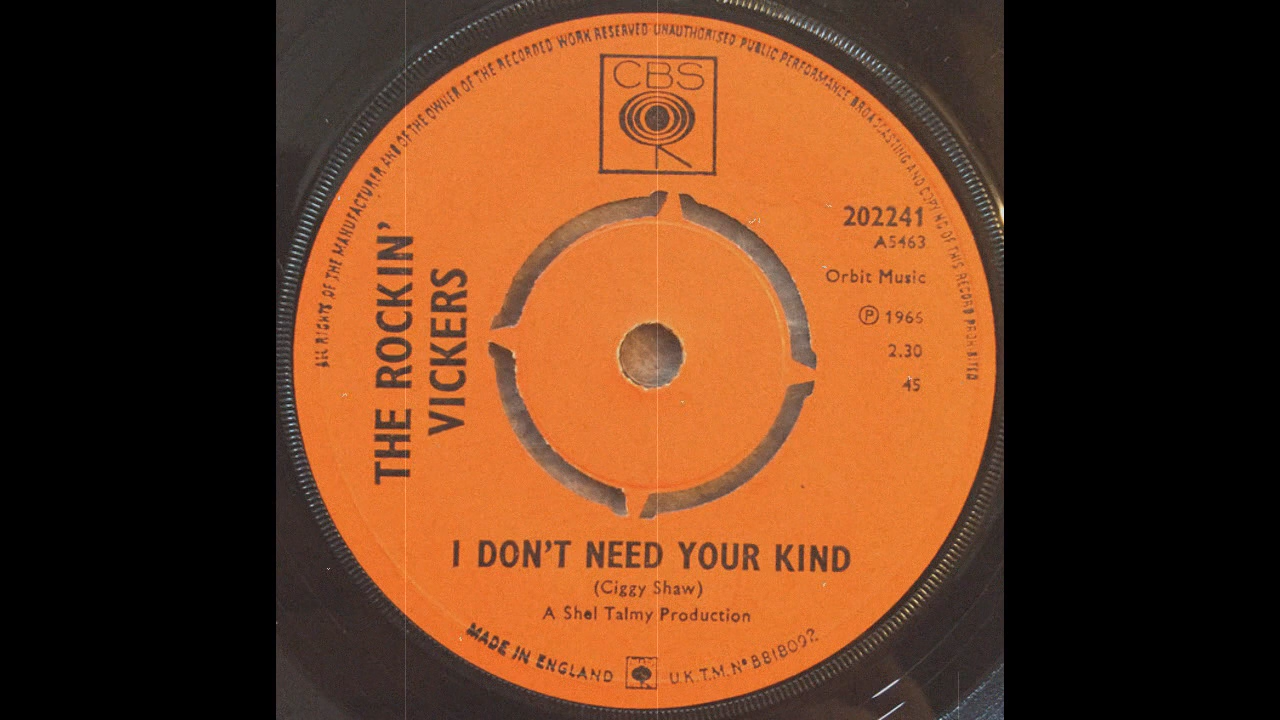 ALL RIGHTS OF THE MANUFACTURER AND OF THE OWNER OF THE RECORDED WORK RESERVED UNAUTHORISED PUBLIC PERFORMANCE BROADCASTING AND COPYING OF THIS RECORD PROHIBITED
CBS
THE ROCKIN'
VICKERS
202241
A5463
Orbit Music
Ⓟ 1966
2.30
45
I DON'T NEED YOUR KIND
(Ciggy Shaw)
A Shel Talmy Production
MADE IN ENGLAND CBS U.K.T.M. Nº B818092